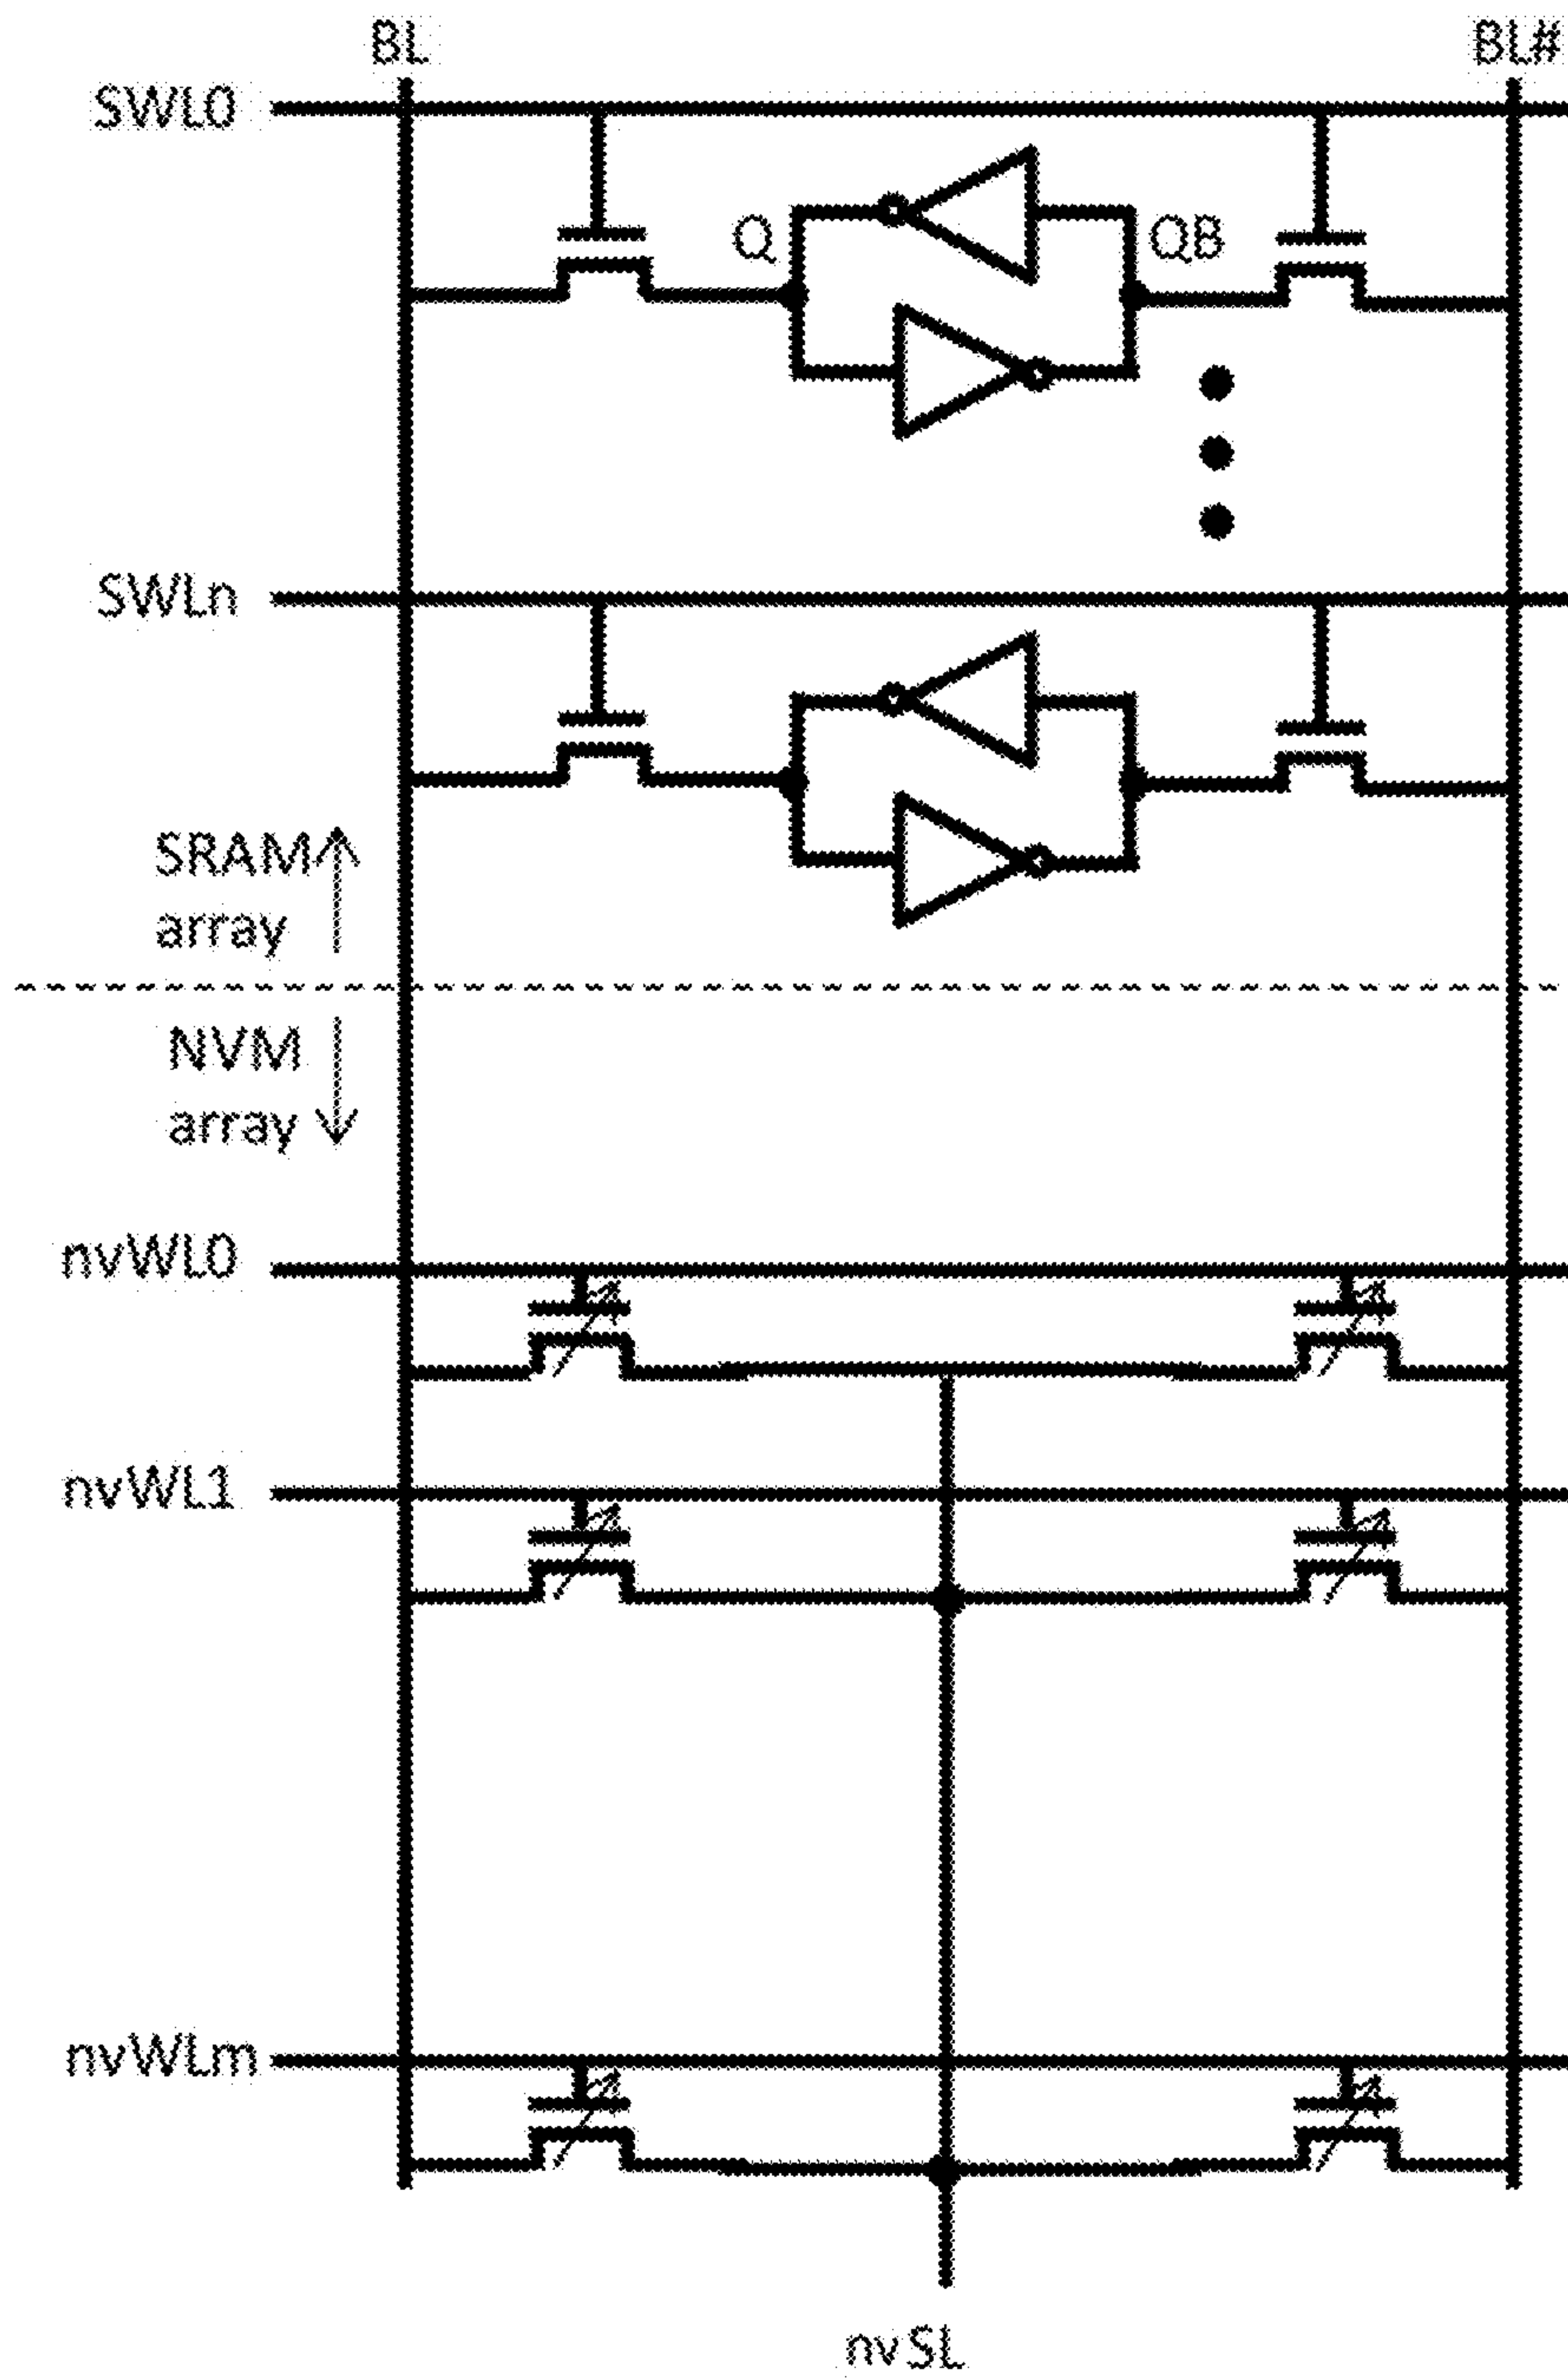 BL
BL#
SWL0
Q
QB
SWLn
SRAM
array
NVM
array
nvWL0
nvWL1
nvWLm
nvSL